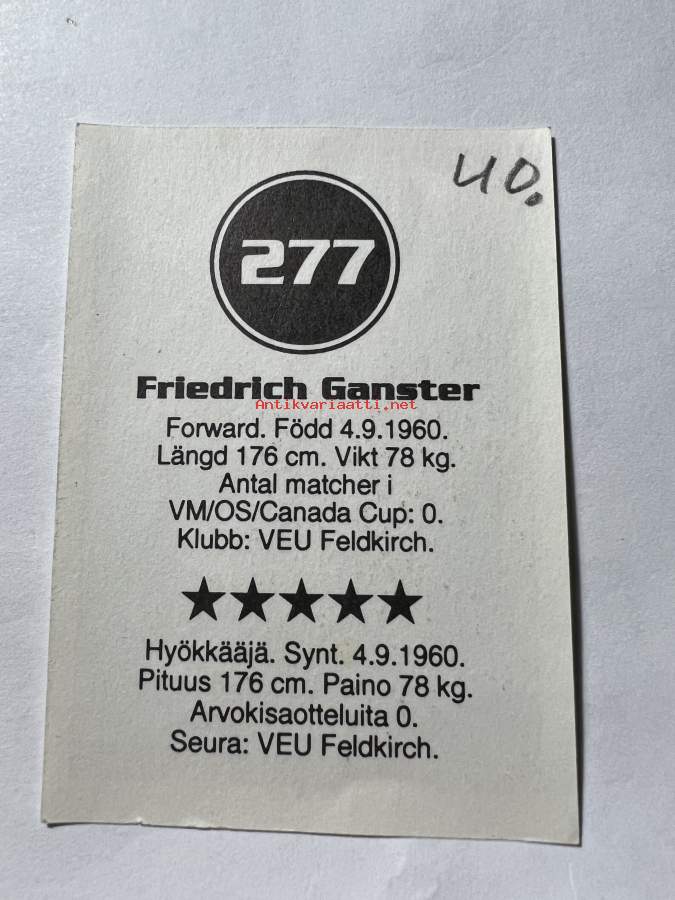 40.
277
Friedrich Ganster
Antikvariaatti.net
Forward. Född 4.9.1960.
Längd 176 cm. Vikt 78 kg.
Antal matcher i
VM/OS/Canada Cup: 0.
Klubb: VEU Feldkirch.
Hyökkääjä. Synt. 4.9.1960.
Pituus 176 cm. Paino 78 kg.
Arvokisaotteluita 0.
Seura: VEU Feldkirch.